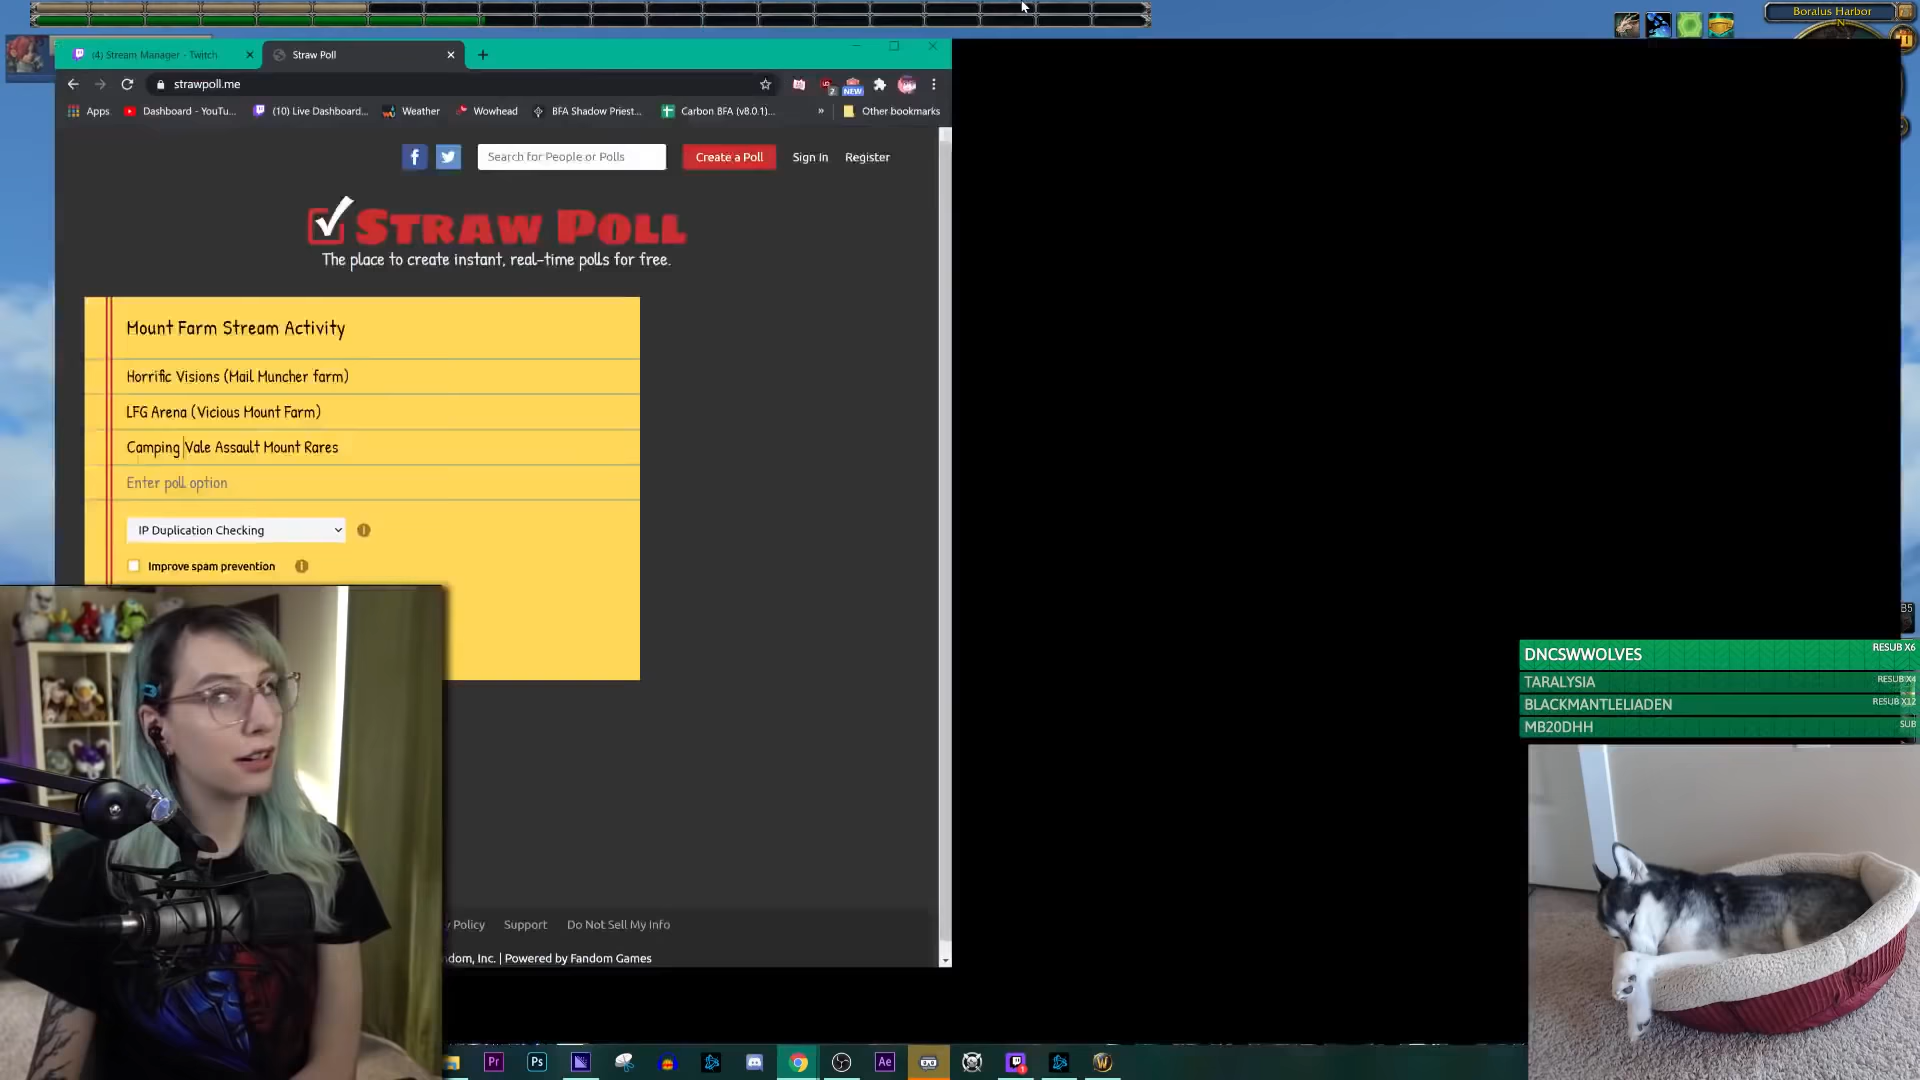 Boralus Harbor
N
(4) Stream Manager - Twitch
Straw Poll
strawpoll.me
2
NEW
Apps
Dashboard - YouTu...
(10) Live Dashboard...
Weather
Wowhead
BFA Shadow Priest...
Carbon BFA (v8.0.1)...
»
Other bookmarks
Search for People or Polls
Create a Poll
Sign In
Register
STRAW POLL
The place to create instant, real-time polls for free.
Mount Farm Stream Activity
Horrific Visions (Mail Muncher farm)
LFG Arena (Vicious Mount Farm)
Camping Vale Assault Mount Rares
Enter poll option
IP Duplication Checking
Improve spam prevention
DNCSWWOLVES
RESUB X6
TARALYSIA
RESUB X4
BLACKMANTLELIADEN
RESUB X12
MB20DHH
SUB
Policy
Support
Do Not Sell My Info
Inc. | Powered by Fandom Games
Pr
Ps
Ae